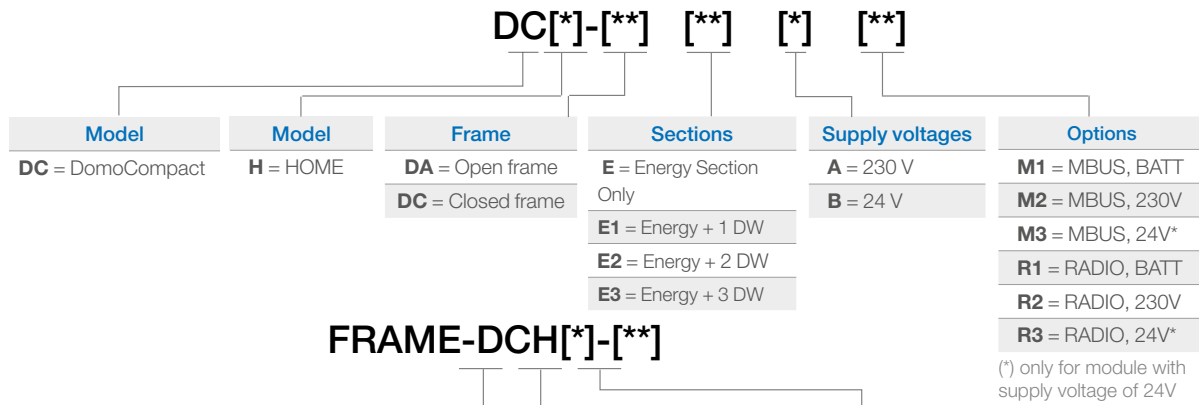 DC[*]-[**] [**] [*] [**]
Model Model Frame Sections Supply voltages Options
DC = DomoCompact H = HOME DA = Open frame E = Energy Section A = 230 V M1 = MBUS, BATT
Only
DC = Closed frame B = 24 V M2 = MBUS, 230V
E1 = Energy + 1 DW M3 = MBUS, 24V*
E2 = Energy + 2 DW R1 = RADIO, BATT
E3 = Energy + 3 DW R2 = RADIO, 230V
R3 = RADIO, 24V*
FRAME-DCH[*]-[**]
(*) only for module with
supply voltage of 24V